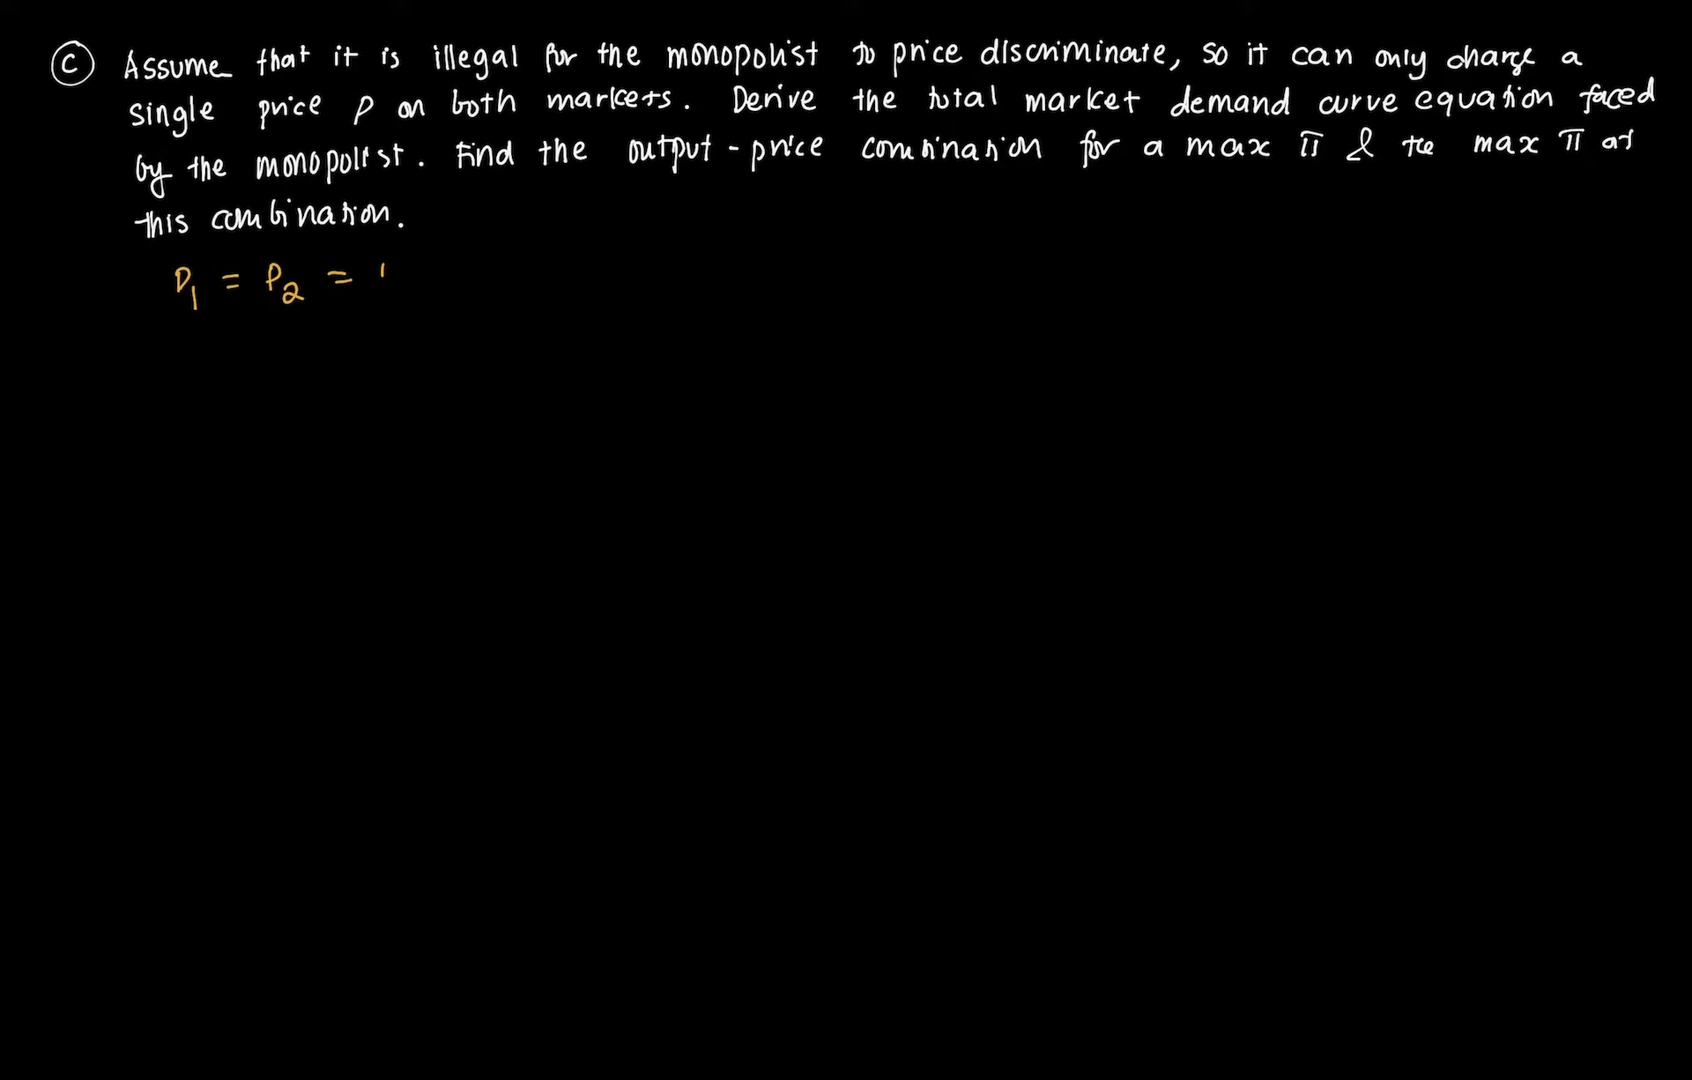 (c) Assume that it is illegal for the monopolist to price discriminate, so it can only charge a
single price P on both markets. Derive the total market demand curve equation faced
by the monopolist. Find the output-price combination for a max π & the max π at
this combination.
P₁ = P₂ =